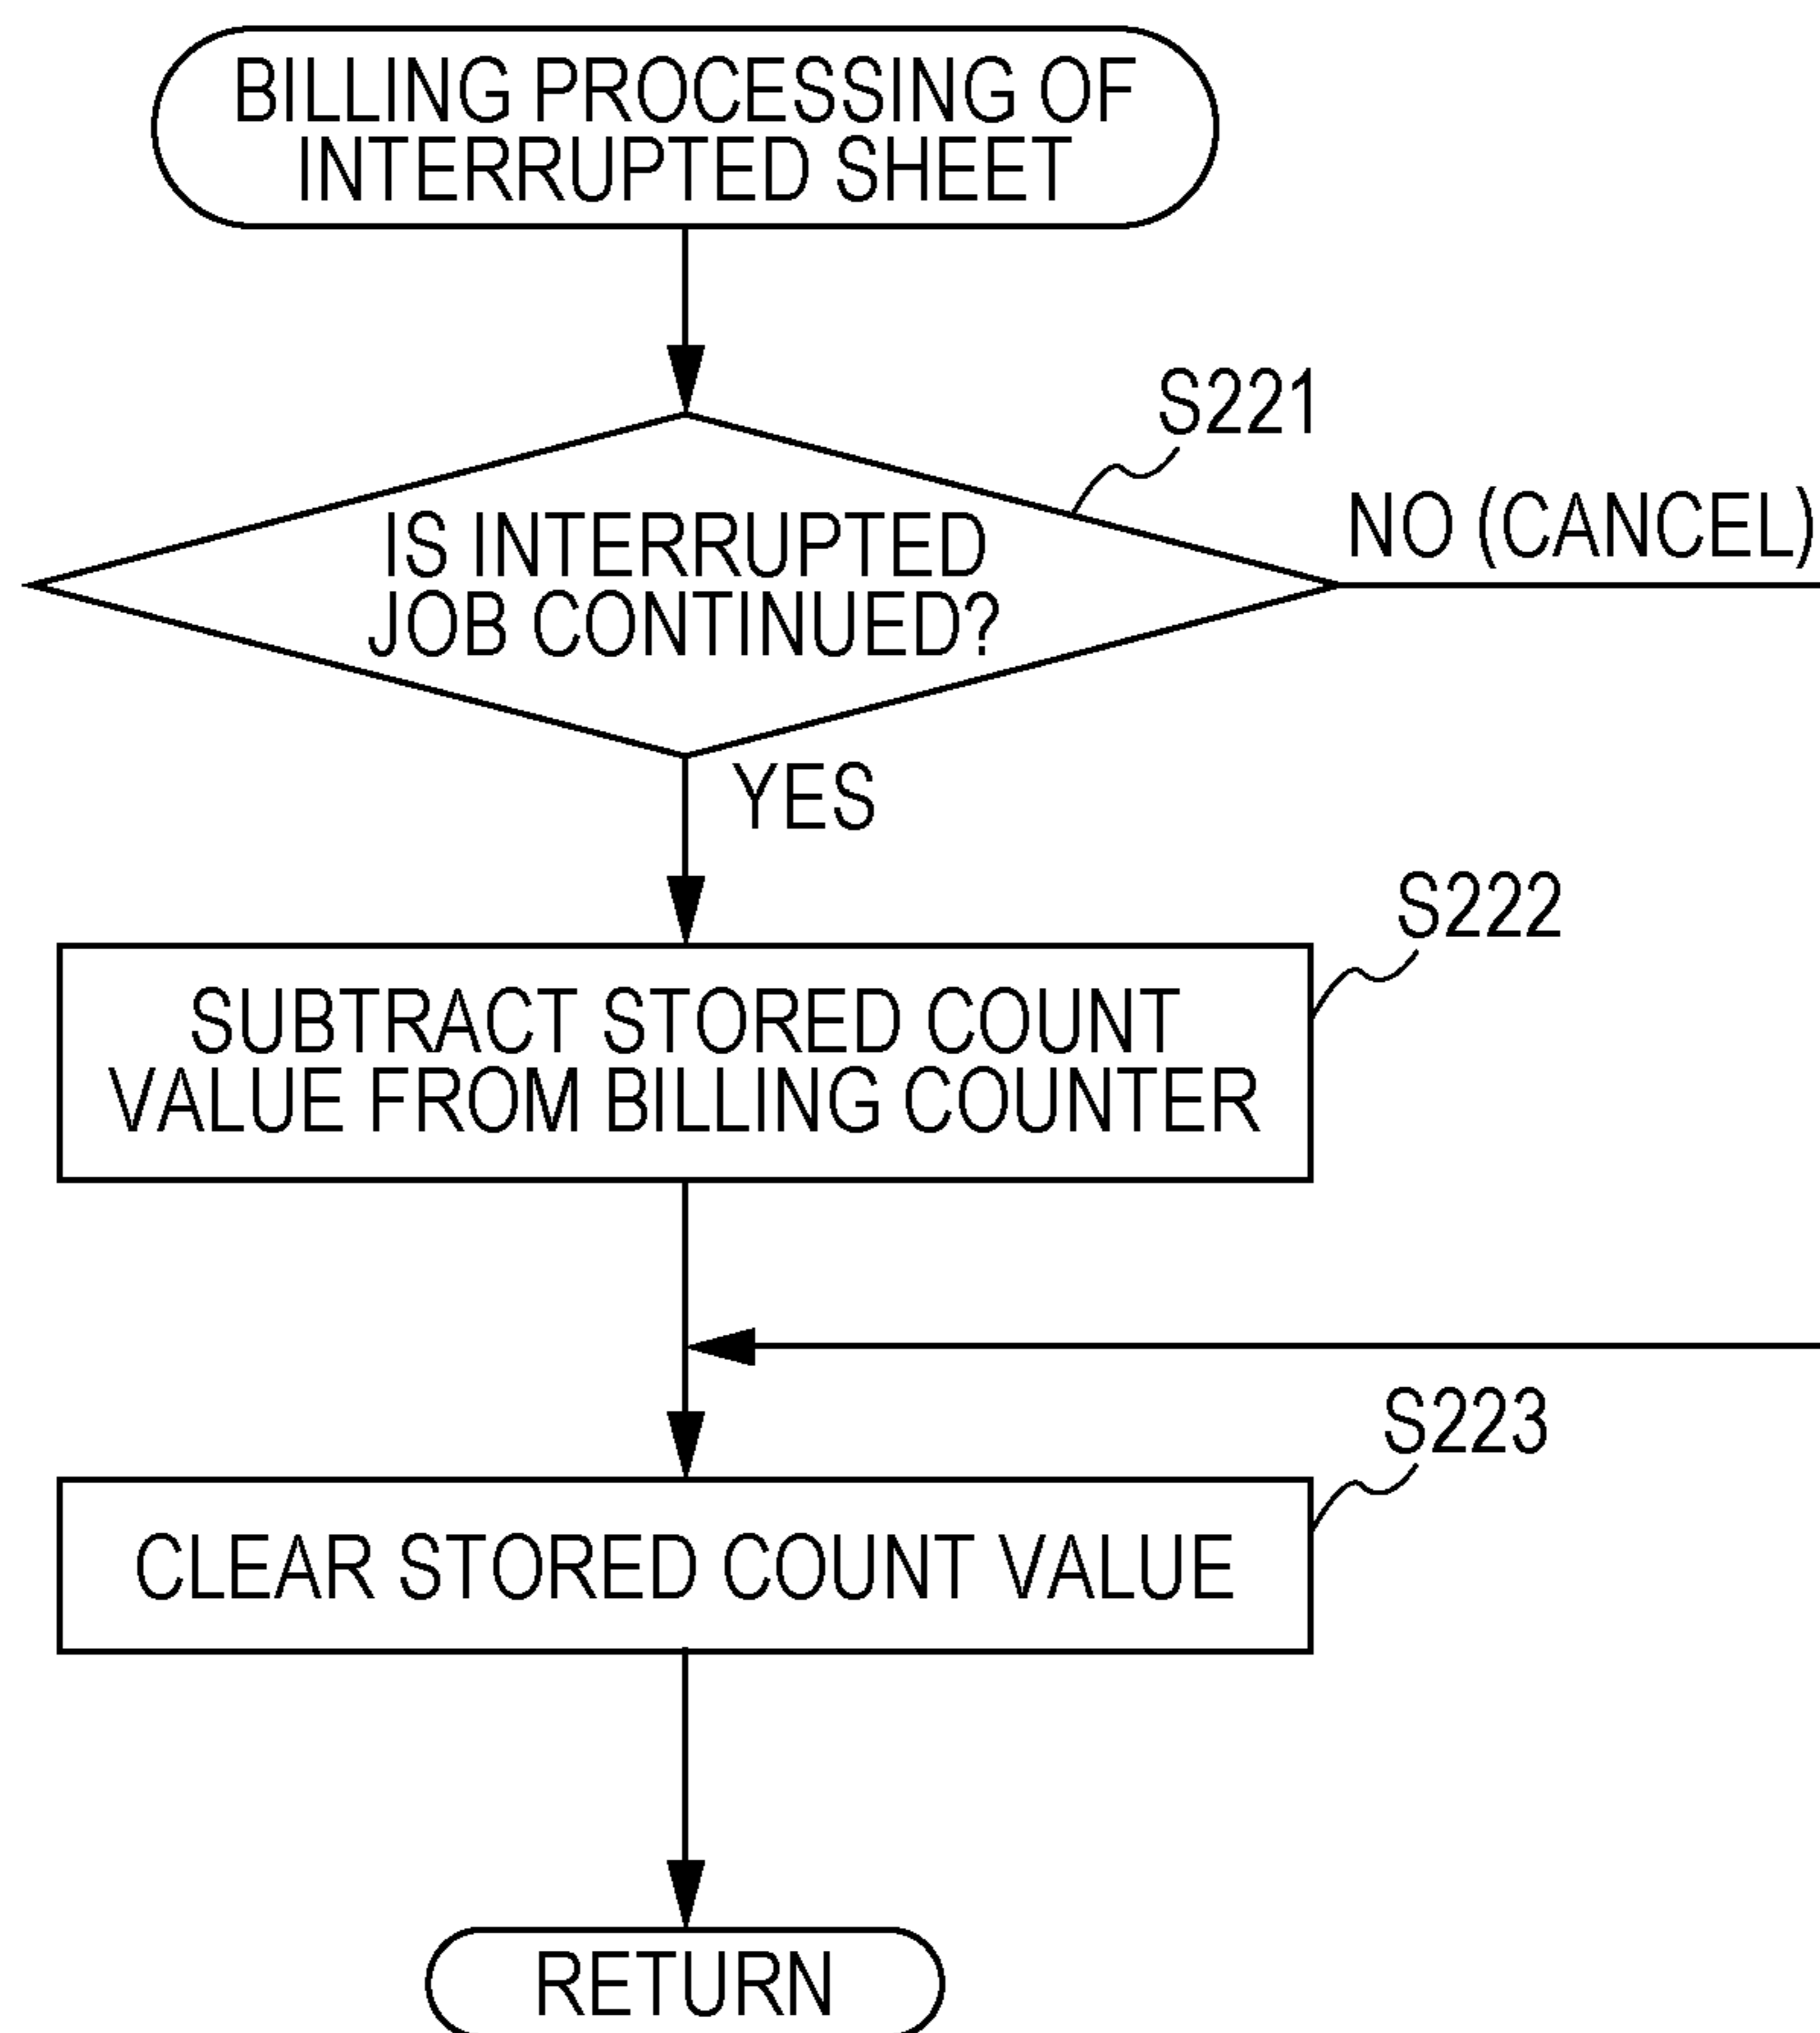 BILLING PROCESSING OF
INTERRUPTED SHEET
S221
IS INTERRUPTED
JOB CONTINUED?
NO (CANCEL)
YES
S222
SUBTRACT STORED COUNT
VALUE FROM BILLING COUNTER
S223
CLEAR STORED COUNT VALUE
RETURN